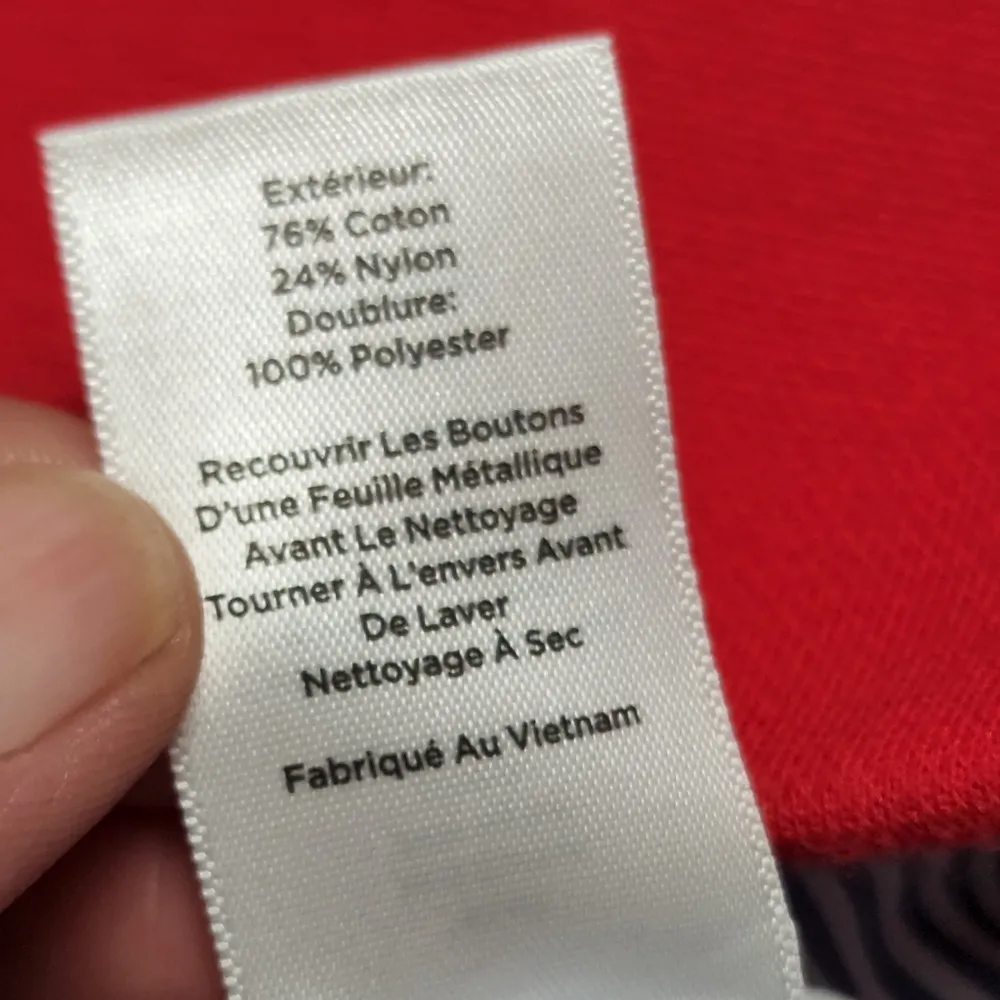 Extérieur:
76% Coton
24% Nylon
Doublure:
100% Polyester
Recouvrir Les Boutons
D'une Feuille Métallique
Avant Le Nettoyage
Tourner À L'envers Avant
De Laver
Nettoyage À Sec
Fabriqué Au Vietnam